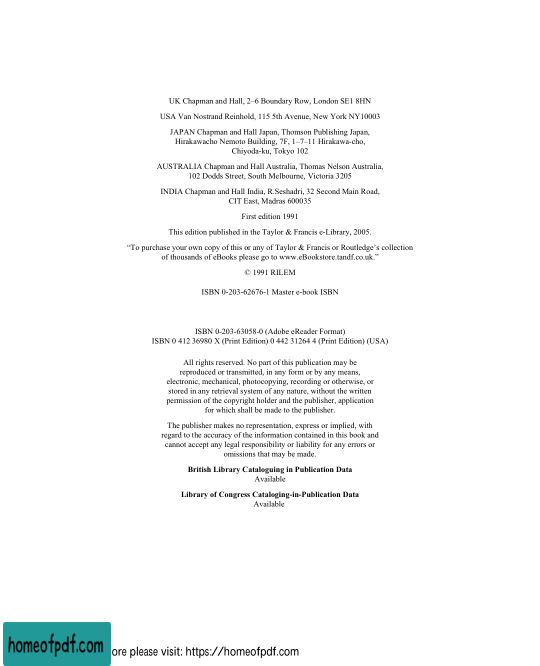 UK Chapman and Hall, 2–6 Boundary Row, London SE1 8HN
USA Van Nostrand Reinhold, 115 5th Avenue, New York NY10003
JAPAN Chapman and Hall Japan, Thomson Publishing Japan,
Hirakawacho Nemoto Building, 7F, 1–7–11 Hirakawa-cho,
Chiyoda-ku, Tokyo 102
AUSTRALIA Chapman and Hall Australia, Thomas Nelson Australia,
102 Dodds Street, South Melbourne, Victoria 3205
INDIA Chapman and Hall India, R.Seshadri, 32 Second Main Road,
CIT East, Madras 600035
First edition 1991
This edition published in the Taylor & Francis e-Library, 2005.
“To purchase your own copy of this or any of Taylor & Francis or Routledge’s collection
of thousands of eBooks please go to www.eBookstore.tandf.co.uk.”
© 1991 RILEM
ISBN 0-203-62676-1 Master e-book ISBN
ISBN 0-203-63058-0 (Adobe eReader Format)
ISBN 0 412 36980 X (Print Edition) 0 442 31264 4 (Print Edition) (USA)
All rights reserved. No part of this publication may be
reproduced or transmitted, in any form or by any means,
electronic, mechanical, photocopying, recording or otherwise, or
stored in any retrieval system of any nature, without the written
permission of the copyright holder and the publisher, application
for which shall be made to the publisher.
The publisher makes no representation, express or implied, with
regard to the accuracy of the information contained in this book and
cannot accept any legal responsibility or liability for any errors or
omissions that may be made.
British Library Cataloguing in Publication Data
Available
Library of Congress Cataloging-in-Publication Data
Available
homeofpdf.com
ore please visit: https://homeofpdf.com